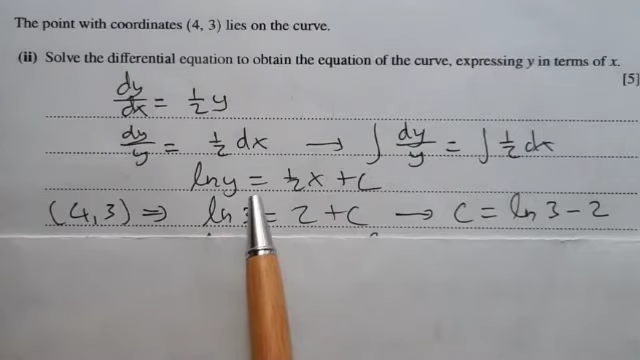 The point with coordinates (4, 3) lies on the curve.
(ii) Solve the differential equation to obtain the equation of the curve, expressing y in terms of x.
[5]
dy/dx = 1/2 y
dy/y = 1/2 dx → ∫ dy/y = ∫ 1/2 dx
ln y = 1/2 x + C
(4,3) ⇒ ln 3 = 2 + C → C = ln 3 - 2